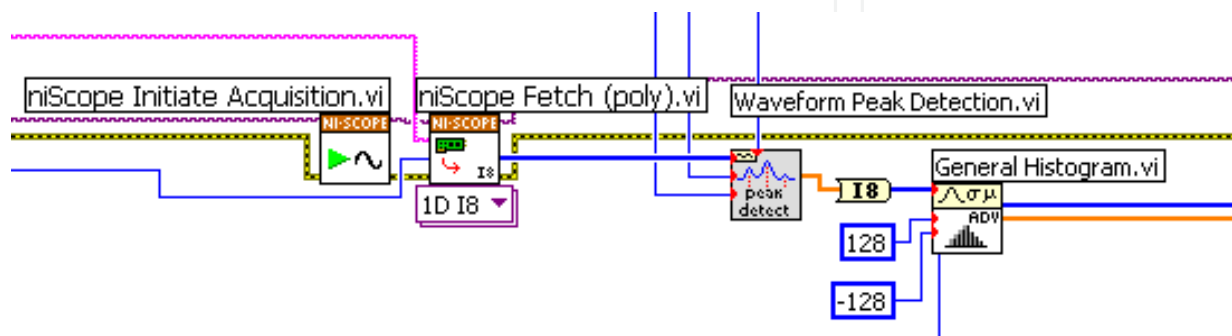 niScope Initiate Acquisition.vi
niScope Fetch (poly).vi
Waveform Peak Detection.vi
NI-SCOPE
NI-SCOPE
I8
1D I8
peak
detect
I8
General Histogram.vi
σμ
ADV
128
-128